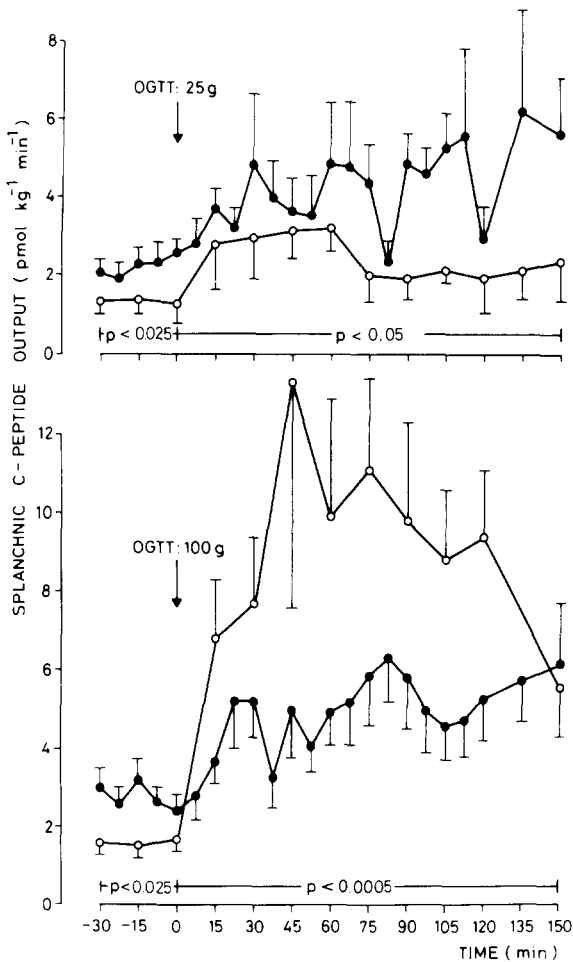 SPLANCHNIC C-PEPTIDE OUTPUT ( pmol kg⁻¹ min⁻¹ )
8
6
4
2
0
OGTT: 25 g
p < 0.025
p < 0.05
12
10
8
6
4
2
0
OGTT: 100 g
p < 0.025
p < 0.0005
-30 -15 0 15 30 45 60 75 90 105 120 135 150
TIME ( min )